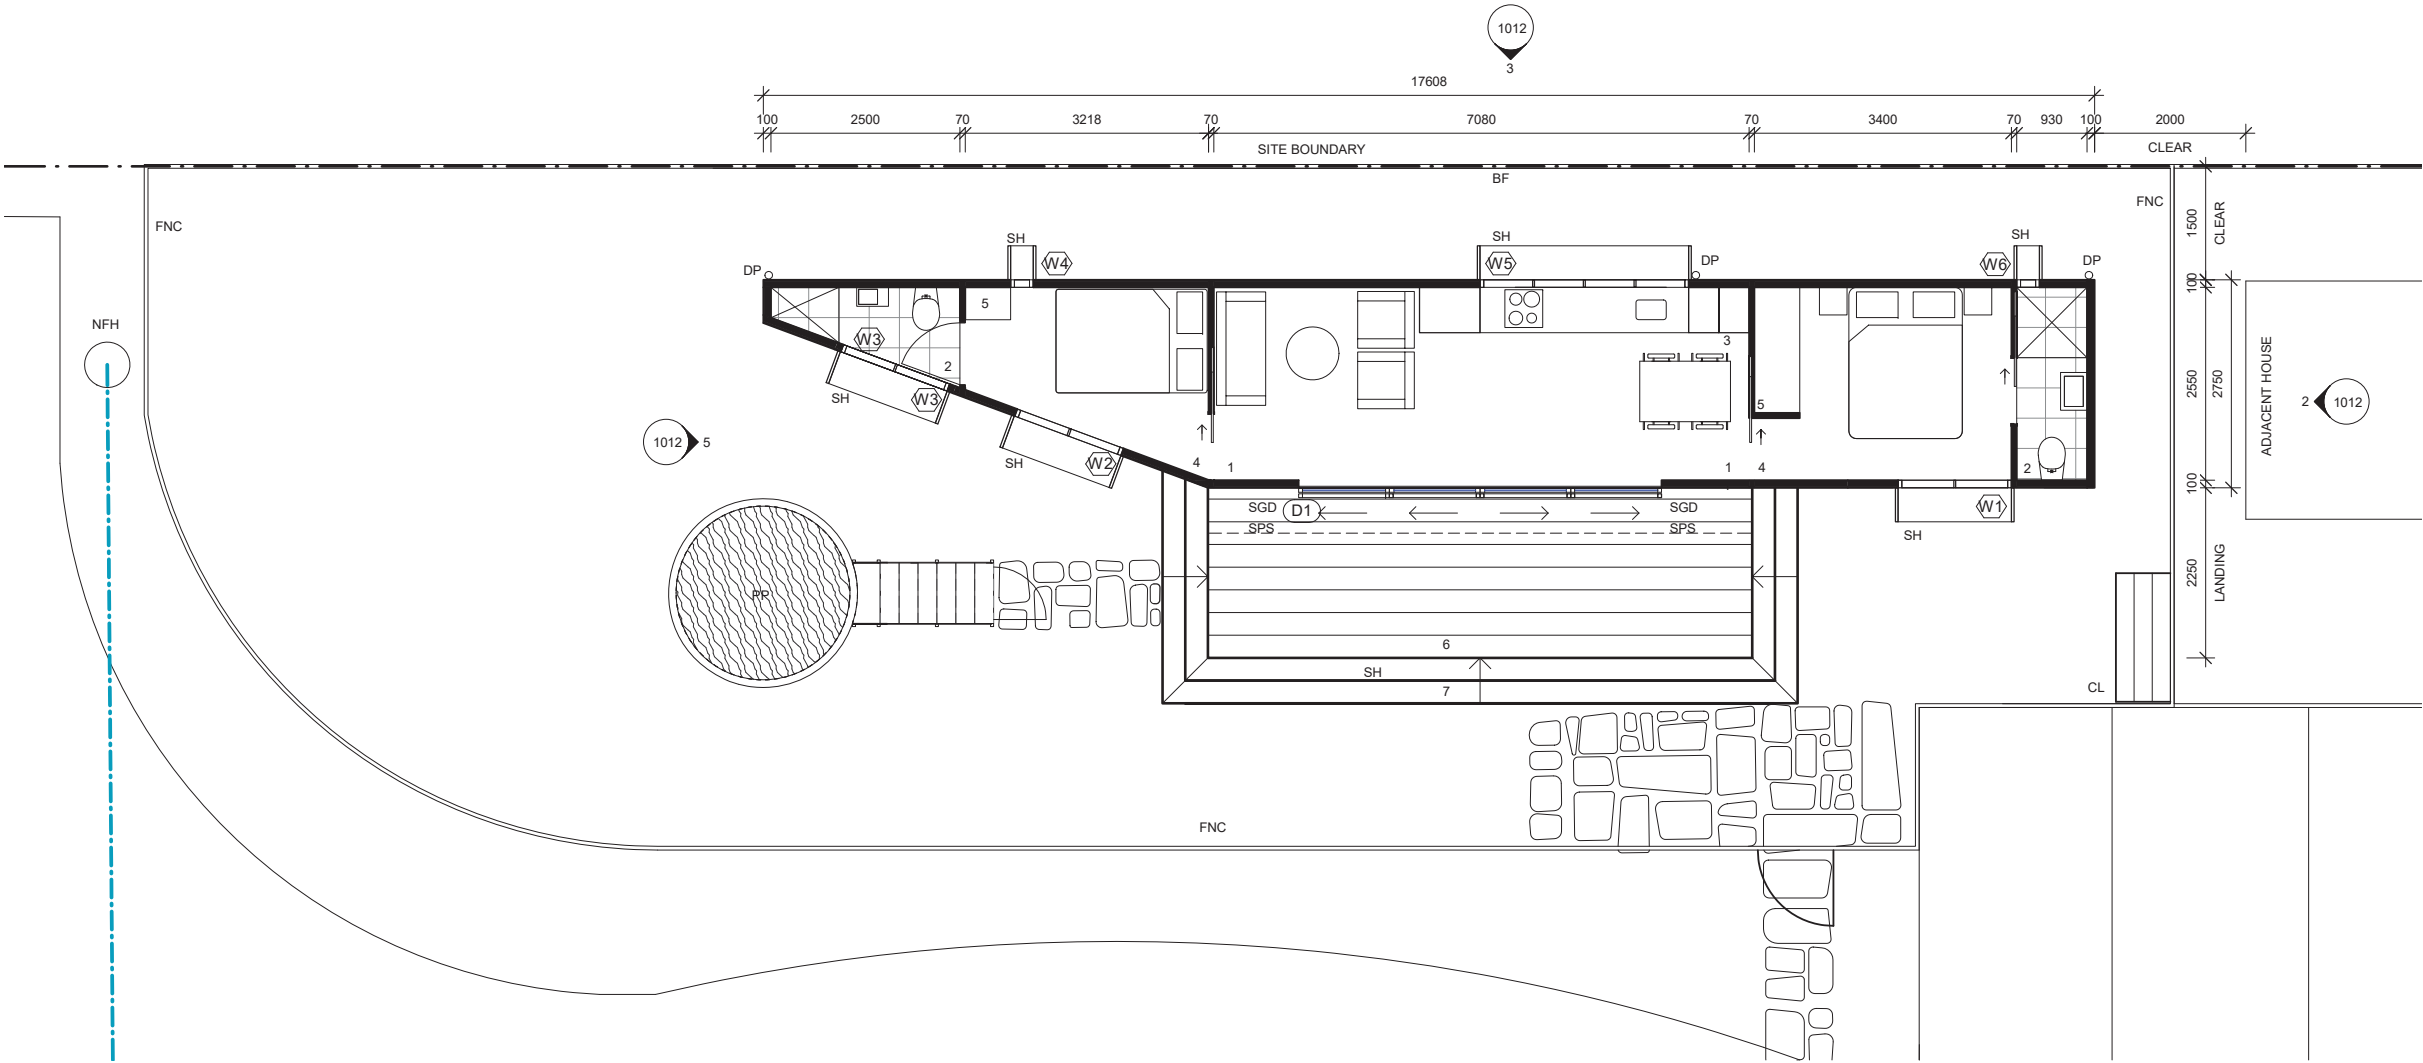 1012
3
17608
100 2500 70 3218 70 7080 70 3400 70 930 100 2000
SITE BOUNDARY CLEAR
BF
FNC FNC
1500 CLEAR
SH SH SH
DP W4 W5 DP W6 DP
100
5
NFH W3
3
2
2550 2750
ADJACENT HOUSE
2 1012
SH W3
5
1012 5
SH W2 4 1 1 4 2
100
SGD D1 SGD W1
SPS SPS SH
2250 LANDING
PP
6
SH
7 CL
FNC